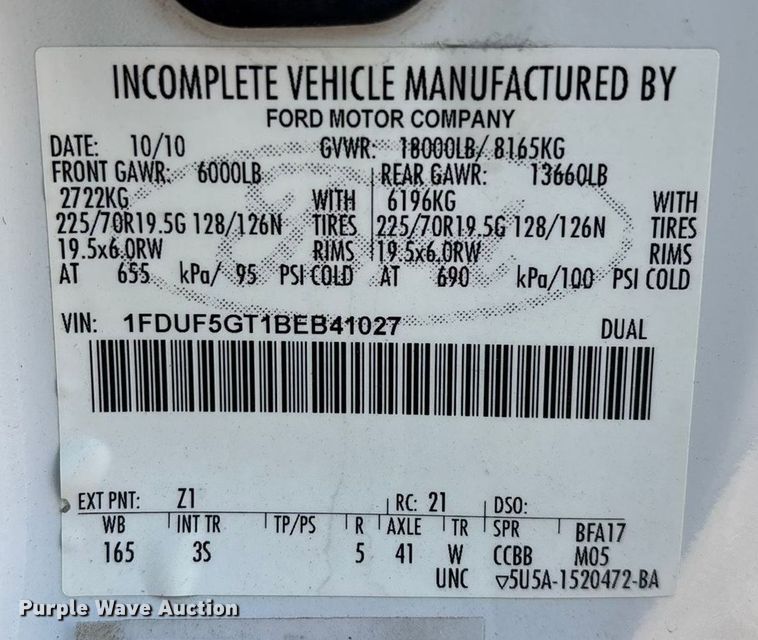 INCOMPLETE VEHICLE MANUFACTURED BY
FORD MOTOR COMPANY
DATE: 10/10 GVWR: 18000LB/ 8165KG
FRONT GAWR: 6000LB REAR GAWR: 13660LB
2722KG WITH 6196KG WITH
225/70R19.5G 128/126N TIRES 225/70R19.5G 128/126N TIRES
19.5x6.0RW RIMS 19.5x6.0RW RIMS
AT 655 kPa/ 95 PSI COLD AT 690 kPa/100 PSI COLD
VIN: 1FDUF5GT1BEB41027 DUAL
EXT PNT: Z1 RC: 21 DSO:
WB INT TR TP/PS R AXLE TR SPR BFA17
165 3S 5 41 W CCBB M05
UNC ▽5U5A-1520472-BA
Purple Wave Auction